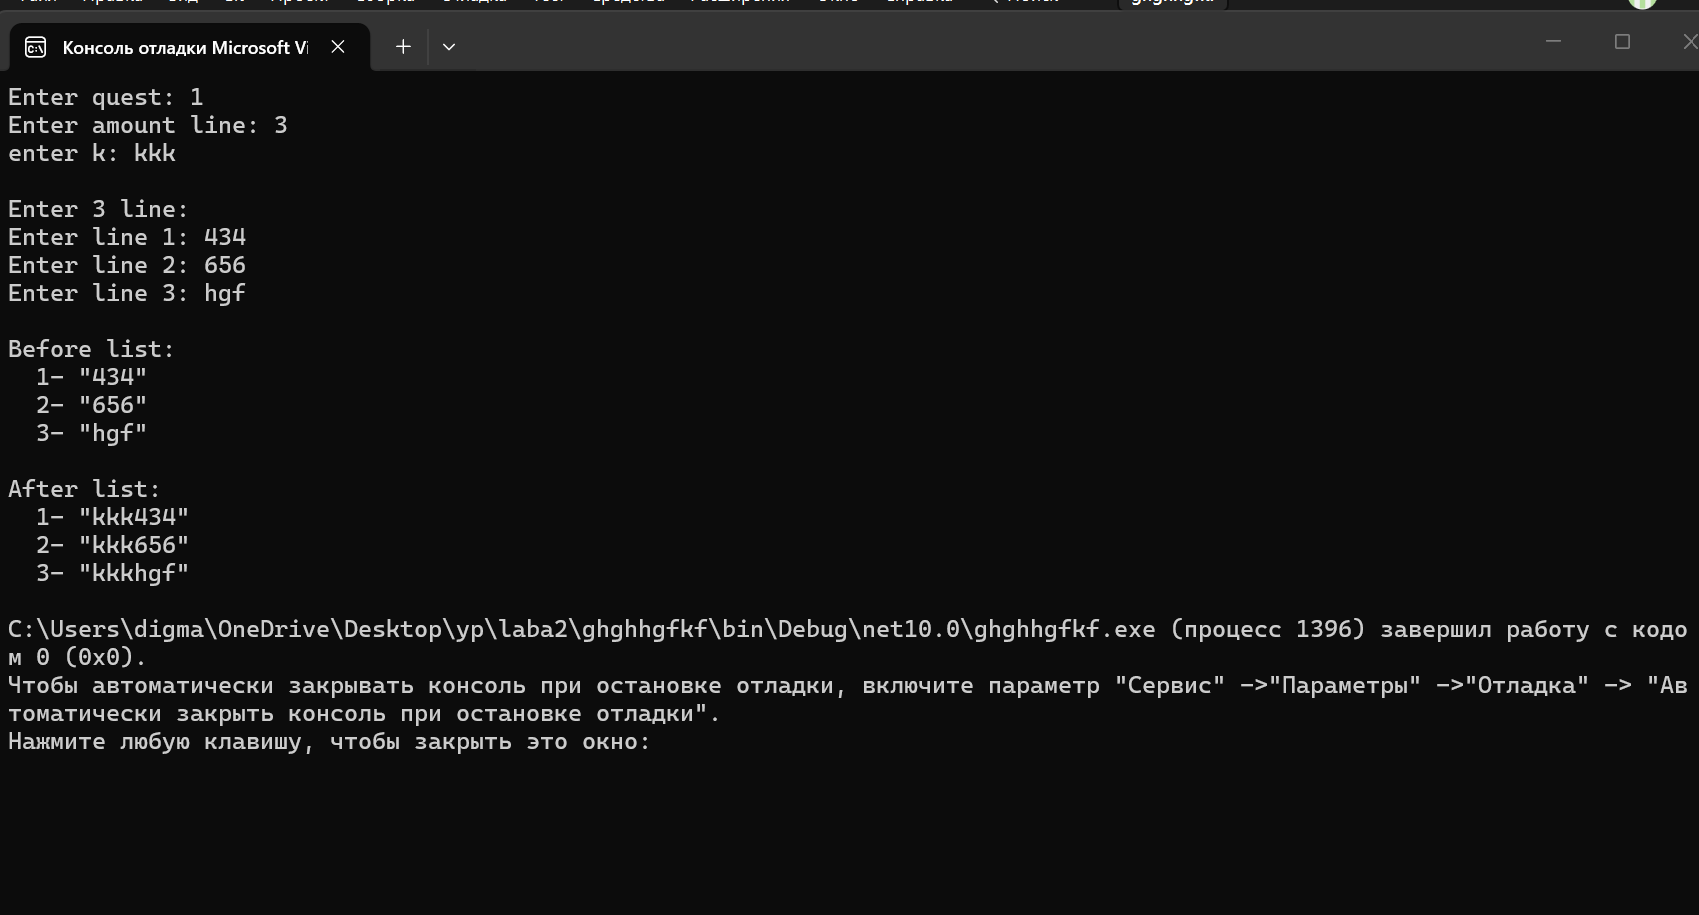 Консоль отладки Microsoft Vi
Enter quest: 1
Enter amount line: 3
enter k: kkk
Enter 3 line:
Enter line 1: 434
Enter line 2: 656
Enter line 3: hgf
Before list:
1- "434"
2- "656"
3- "hgf"
After list:
1- "kkk434"
2- "kkk656"
3- "kkkhgf"
C:\Users\digma\OneDrive\Desktop\yp\laba2\ghghhgfkf\bin\Debug\net10.0\ghghhgfkf.exe (процесс 1396) завершил работу с кодо
м 0 (0x0).
Чтобы автоматически закрывать консоль при остановке отладки, включите параметр "Сервис" ->"Параметры" ->"Отладка" -> "Ав
томатически закрыть консоль при остановке отладки".
Нажмите любую клавишу, чтобы закрыть это окно: